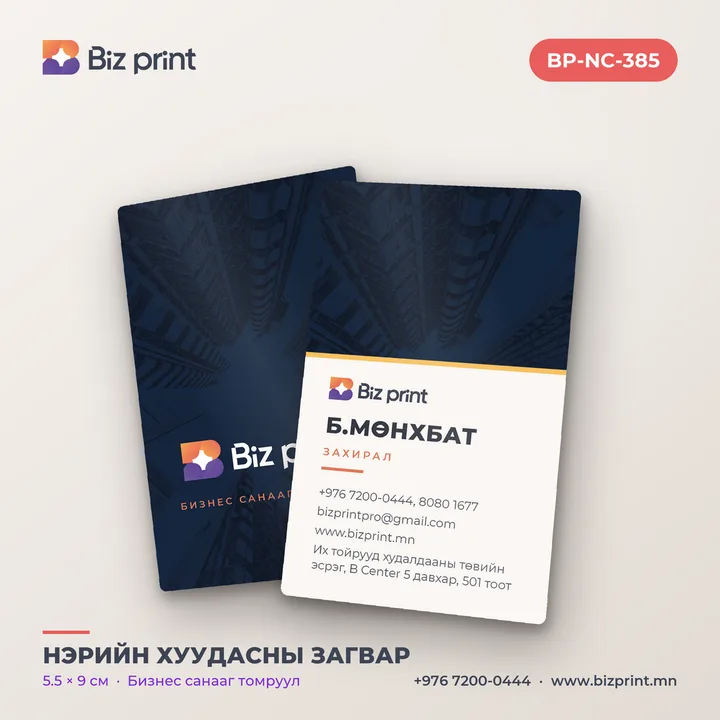 Biz print
BP-NC-385
Biz
БИЗНЕС
Biz print
Б.МӨНХБАТ
ЗАХИРАЛ
+976 7200-0444, 8080 1677
bizprintpro@gmail.com
www.bizprint.mn
Их тойрууд худалдааны төвийн
эсрэг, B Center 5 давхар, 501 тоот
НЭРИЙН ХУУДАСНЫ ЗАГВАР
5.5 × 9 см · Бизнес санааг томруул
+976 7200-0444 · www.bizprint.mn